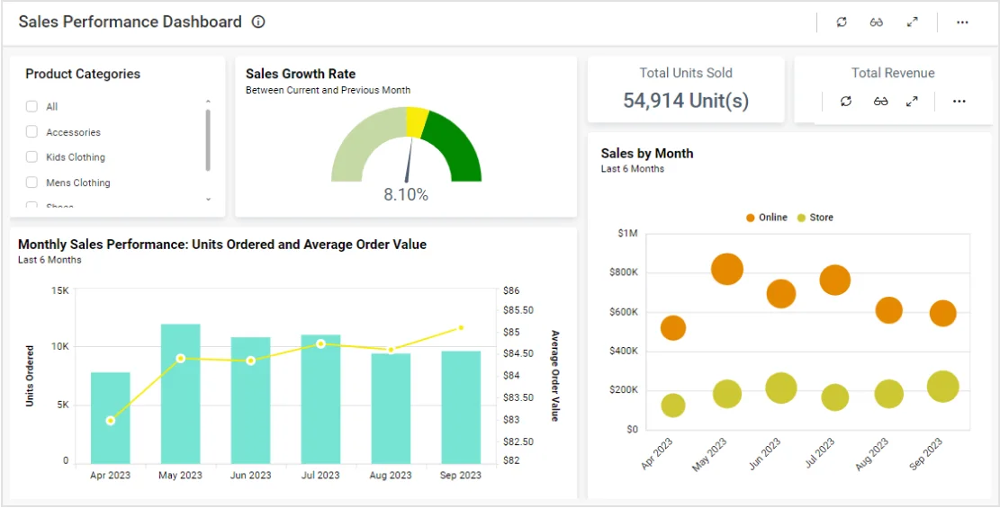 Sales Performance Dashboard
Product Categories
All
Accessories
Kids Clothing
Mens Clothing
Sales Growth Rate
Between Current and Previous Month
8.10%
Total Units Sold
54,914 Unit(s)
Total Revenue
Monthly Sales Performance: Units Ordered and Average Order Value
Last 6 Months
Units Ordered
15K
10K
5K
0
$86
$85.50
$85
$84.50
$84
$83.50
$83
$82.50
$82
Average Order Value
Apr 2023 May 2023 Jun 2023 Jul 2023 Aug 2023 Sep 2023
Sales by Month
Last 6 Months
Online Store
$1M
$800K
$600K
$400K
$200K
$0
Apr 2023 May 2023 Jun 2023 Jul 2023 Aug 2023 Sep 2023